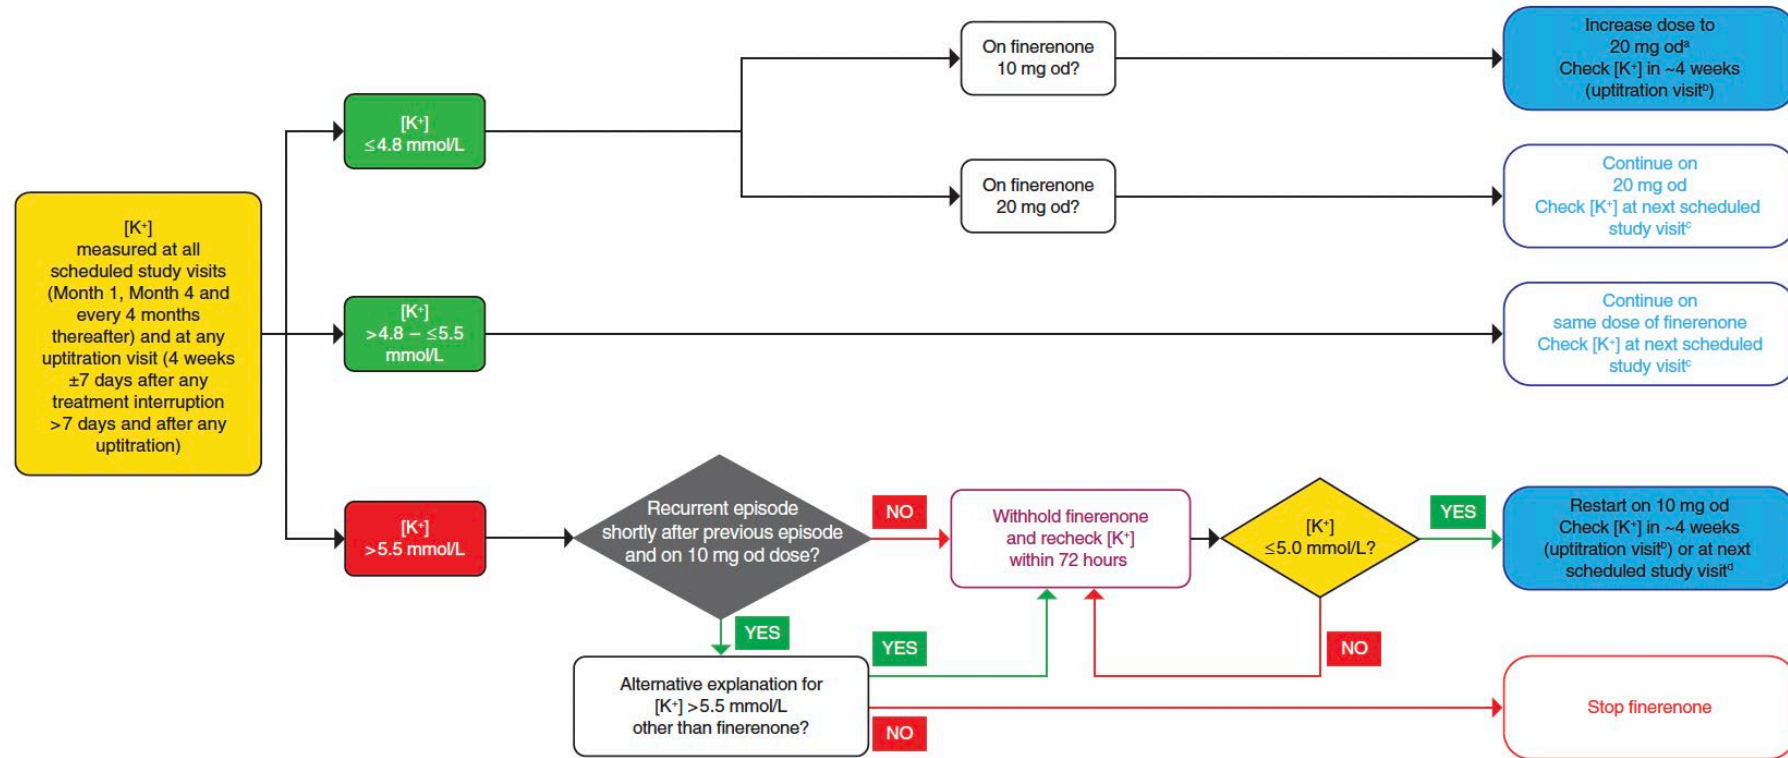 [K⁺]
measured at all
scheduled study visits
(Month 1, Month 4 and
every 4 months
thereafter) and at any
uptitration visit (4 weeks
±7 days after any
treatment interruption
>7 days and after any
uptitration)
[K⁺]
≤4.8 mmol/L
On finerenone
10 mg od?
Increase dose to
20 mg odᵃ
Check [K⁺] in ~4 weeks
(uptitration visitᵇ)
On finerenone
20 mg od?
Continue on
20 mg od
Check [K⁺] at next scheduled
study visitᶜ
[K⁺]
>4.8 – ≤5.5
mmol/L
Continue on
same dose of finerenone
Check [K⁺] at next scheduled
study visitᶜ
[K⁺]
>5.5 mmol/L
Recurrent episode
shortly after previous episode
and on 10 mg od dose?
NO
Withhold finerenone
and recheck [K⁺]
within 72 hours
[K⁺]
≤5.0 mmol/L?
YES
Restart on 10 mg od
Check [K⁺] in ~4 weeks
(uptitration visitᵇ) or at next
scheduled study visitᵈ
YES
Alternative explanation for
[K⁺] >5.5 mmol/L
other than finerenone?
YES
NO
NO
Stop finerenone